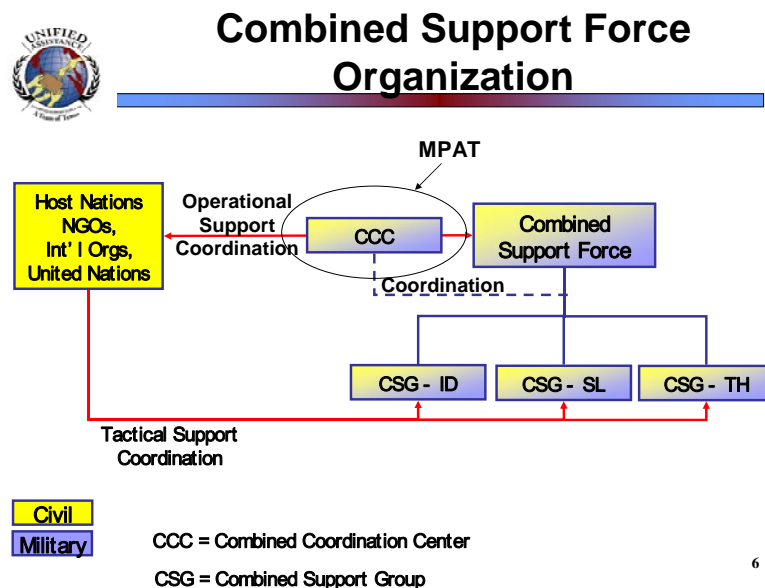 UNIFIED
ASSISTANCE
A Team of Teams
Combined Support Force
Organization
MPAT
Host Nations
NGOs,
Int' l Orgs,
United Nations
Operational
Support
Coordination
CCC
Combined
Support Force
Coordination
CSG - ID
CSG - SL
CSG - TH
Tactical Support
Coordination
Civil
Military
CCC = Combined Coordination Center
CSG = Combined Support Group
6